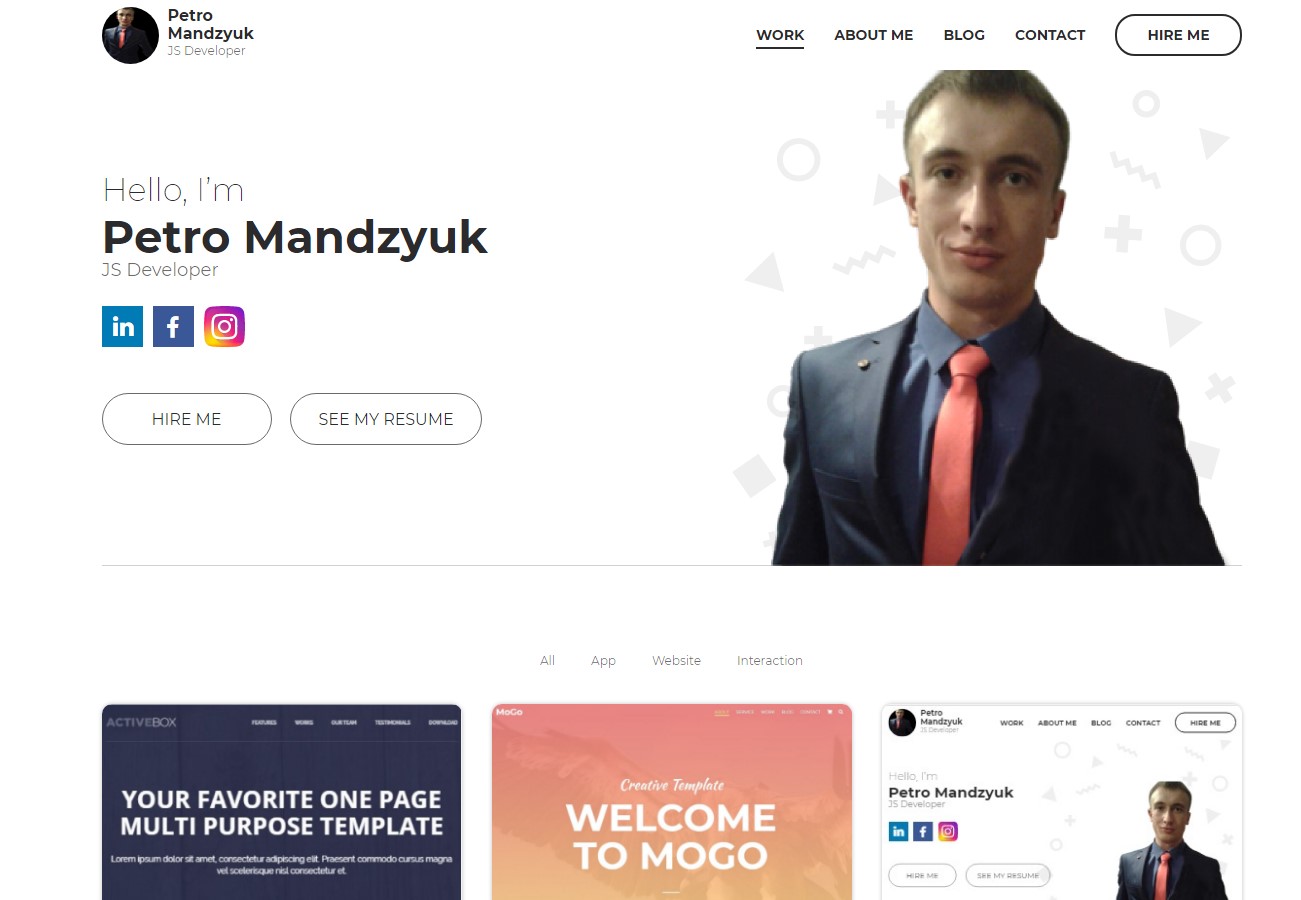 Petro
Mandzyuk
JS Developer
WORK
ABOUT ME
BLOG
CONTACT
HIRE ME
Hello, I’m
Petro Mandzyuk
JS Developer
in
f
HIRE ME
SEE MY RESUME
All
App
Website
Interaction
ACTIVEBOX
FEATURES
WORKS
OUR TEAM
TESTIMONIALS
DOWNLOAD
YOUR FAVORITE ONE PAGE
MULTI PURPOSE TEMPLATE
Lorem ipsum dolor sit amet, consectetur adipiscing elit. Praesent commodo cursus magna
vel scelerisque nisl consectetur et.
MoGo
ABOUT
SERVICE
WORK
BLOG
CONTACT
Creative Template
WELCOME
TO MOGO
Petro
Mandzyuk
JS Developer
WORK
ABOUT ME
BLOG
CONTACT
HIRE ME
Hello, I’m
Petro Mandzyuk
JS Developer
in
f
HIRE ME
SEE MY RESUME